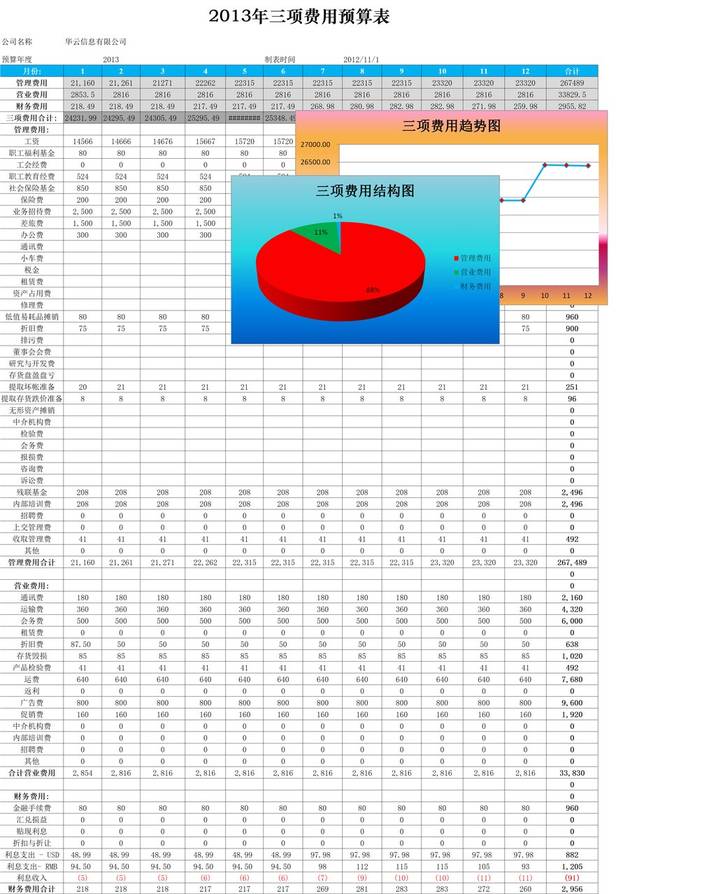 2013年三项费用预算表
公司名称 华云信息有限公司
预算年度 2013 制表时间 2012/11/1
月份: 1 2 3 4 5 6 7 8 9 10 11 12 合计
管理费用 21,160 21,261 21271 22262 22315 22315 22315 22315 22315 23320 23320 23320 267489
营业费用 2853.5 2816 2816 2816 2816 2816 2816 2816 2816 2816 2816 2816 33829.5
财务费用 218.49 218.49 218.49 217.49 217.49 217.49 268.98 280.98 282.98 282.98 271.98 259.98 2955.82
三项费用合计: 24231.99 24295.49 24305.49 25295.49 ######## 25348.49
管理费用:
三项费用趋势图
工资 14566 14666 14676 15667 15720 15720
27000.00
职工福利基金 80 80 80 80 80 80
工会经费 0 0 0 0 0 0
26500.00
职工教育经费 524 524 524 524 524 524
社会保险基金 850 850 850 850
三项费用结构图
保险费 200 200 200 200
业务招待费 2,500 2,500 2,500 2,500
1%
差旅费 1,500 1,500 1,500 1,500
办公费 300 300 300 300
11%
通讯费
小车费
管理费用
税金
营业费用
租赁费
财务费用
资产占用费
88%
8 9 10 11 12
修理费 0
低值易耗品摊销 80 80 80 80 80 960
折旧费 75 75 75 75 75 900
排污费 0
董事会会费 0
研究与开发费 0
存货盘盈盘亏 0
提取坏帐准备 20 21 21 21 21 21 21 21 21 21 21 21 251
提取存货跌价准备 8 8 8 8 8 8 8 8 8 8 8 8 96
无形资产摊销 0
中介机构费 0
检验费 0
会务费 0
报损费 0
咨询费 0
诉讼费 0
残联基金 208 208 208 208 208 208 208 208 208 208 208 208 2,496
内部培训费 208 208 208 208 208 208 208 208 208 208 208 208 2,496
招聘费 0 0 0 0 0 0 0 0 0 0 0 0 0
上交管理费 0 0 0 0 0 0 0 0 0 0 0 0 0
收取管理费 41 41 41 41 41 41 41 41 41 41 41 41 492
其他 0 0 0 0 0 0 0 0 0 0 0 0 0
管理费用合计 21,160 21,261 21,271 22,262 22,315 22,315 22,315 22,315 22,315 23,320 23,320 23,320 267,489
0
营业费用: 0
通讯费 180 180 180 180 180 180 180 180 180 180 180 180 2,160
运输费 360 360 360 360 360 360 360 360 360 360 360 360 4,320
会务费 500 500 500 500 500 500 500 500 500 500 500 500 6,000
租赁费 0 0 0 0 0 0 0 0 0 0 0 0 0
折旧费 87.50 50 50 50 50 50 50 50 50 50 50 50 638
存货毁损 85 85 85 85 85 85 85 85 85 85 85 85 1,020
产品检验费 41 41 41 41 41 41 41 41 41 41 41 41 492
运费 640 640 640 640 640 640 640 640 640 640 640 640 7,680
返利 0 0 0 0 0 0 0 0 0 0 0 0 0
广告费 800 800 800 800 800 800 800 800 800 800 800 800 9,600
促销费 160 160 160 160 160 160 160 160 160 160 160 160 1,920
中介机构费 0 0 0 0 0 0 0 0 0 0 0 0 0
内部培训费 0 0 0 0 0 0 0 0 0 0 0 0 0
招聘费 0 0 0 0 0 0 0 0 0 0 0 0 0
其他 0 0 0 0 0 0 0 0 0 0 0 0 0
合计营业费用 2,854 2,816 2,816 2,816 2,816 2,816 2,816 2,816 2,816 2,816 2,816 2,816 33,830
0
财务费用: 0
金融手续费 80 80 80 80 80 80 80 80 80 80 80 80 960
汇兑损益 0 0 0 0 0 0 0 0 0 0 0 0 0
贴现利息 0 0 0 0 0 0 0 0 0 0 0 0 0
折扣与折让 0 0 0 0 0 0 0 0 0 0 0 0 0
利息支出 - USD 48.99 48.99 48.99 48.99 48.99 48.99 97.98 97.98 97.98 97.98 97.98 97.98 882
利息支出- RMB 94.50 94.50 94.50 94.50 94.50 94.50 98 112 115 115 105 93 1,205
利息收入 (5) (5) (5) (6) (6) (6) (7) (9) (10) (10) (11) (11) (91)
财务费用合计 218 218 218 217 217 217 269 281 283 283 272 260 2,956